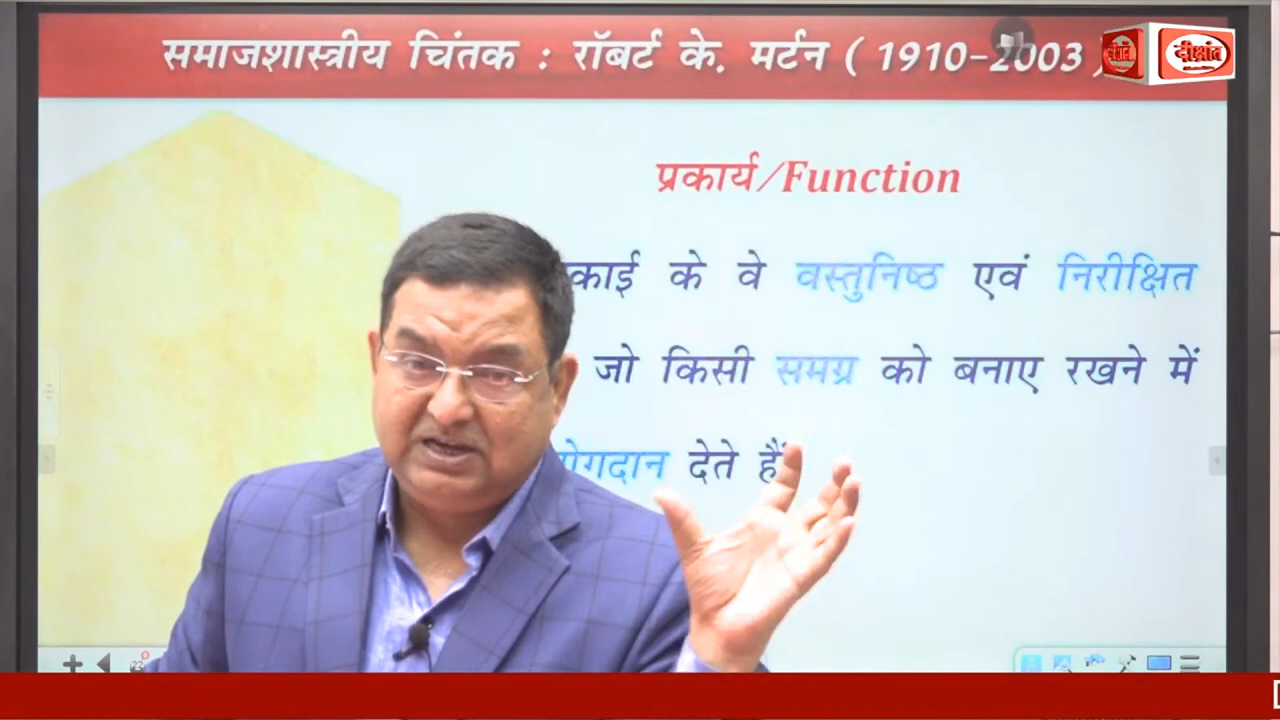 समाजशास्त्रीय चिंतक : रॉबर्ट के. मर्टन ( 1910-2003 )
दीक्षांत
प्रकार्य/Function
के वे वस्तुनिष्ठ एवं निरीक्षित
जो किसी समग्र को बनाए रखने में
देते हैं